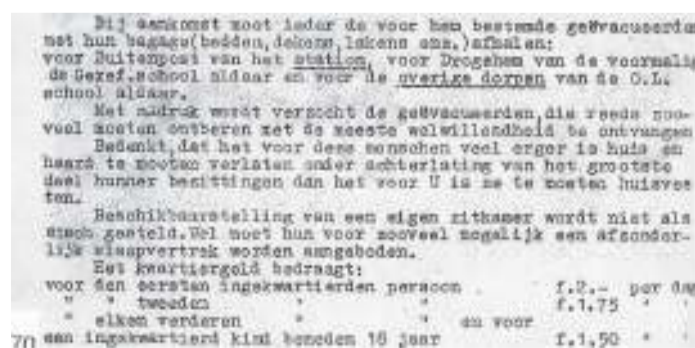 Bij aankomst moet ieder de voor hem bestemde geëvacueerden
met hun bagage(bedden,dekens,lakens enz.)afhalen:
voor Buitenpost van het station, voor Drogeham van de voormalig
de Geref.school aldaar en voor de overige dorpen van de O.L.
school aldaar.
Met nadruk wordt verzocht de geëvacueerden,die reeds zoo-
veel moeten ontberen met de meeste welwillendheid te ontvangen
Bedenkt,dat het voor deze menschen veel erger is huis en
haard te moeten verlaten onder achterlating van het grootste
deel hunner bezittingen dan het voor U is ze te moeten huisves
ten.
Beschikbaarstelling van een eigen zitkamer wordt niet als
eisch gesteld.Wel moet hun voor zooveel mogelijk een afzonder-
lijk slaapvertrek worden aangeboden.
Het kwartiergeld bedraagt:
voor den eersten ingekwartierden persoon f.2.- per dag
" " tweeden " " f.1.75 " "
" elken verderen " " en voor
70 een ingekwartierd kind beneden 16 jaar f.1.50 " "